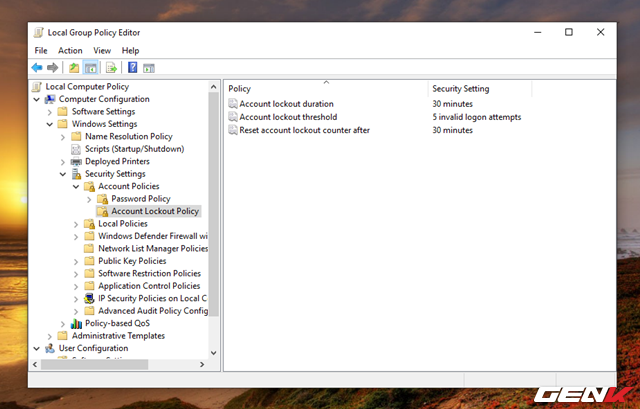 Local Group Policy Editor
File Action View Help
Local Computer Policy
Computer Configuration
Software Settings
Windows Settings
Name Resolution Policy
Scripts (Startup/Shutdown)
Deployed Printers
Security Settings
Account Policies
Password Policy
Account Lockout Policy
Local Policies
Windows Defender Firewall wi
Network List Manager Policies
Public Key Policies
Software Restriction Policies
Application Control Policies
IP Security Policies on Local C
Advanced Audit Policy Config
Policy-based QoS
Administrative Templates
User Configuration
Policy Security Setting
Account lockout duration 30 minutes
Account lockout threshold 5 invalid logon attempts
Reset account lockout counter after 30 minutes
GENK